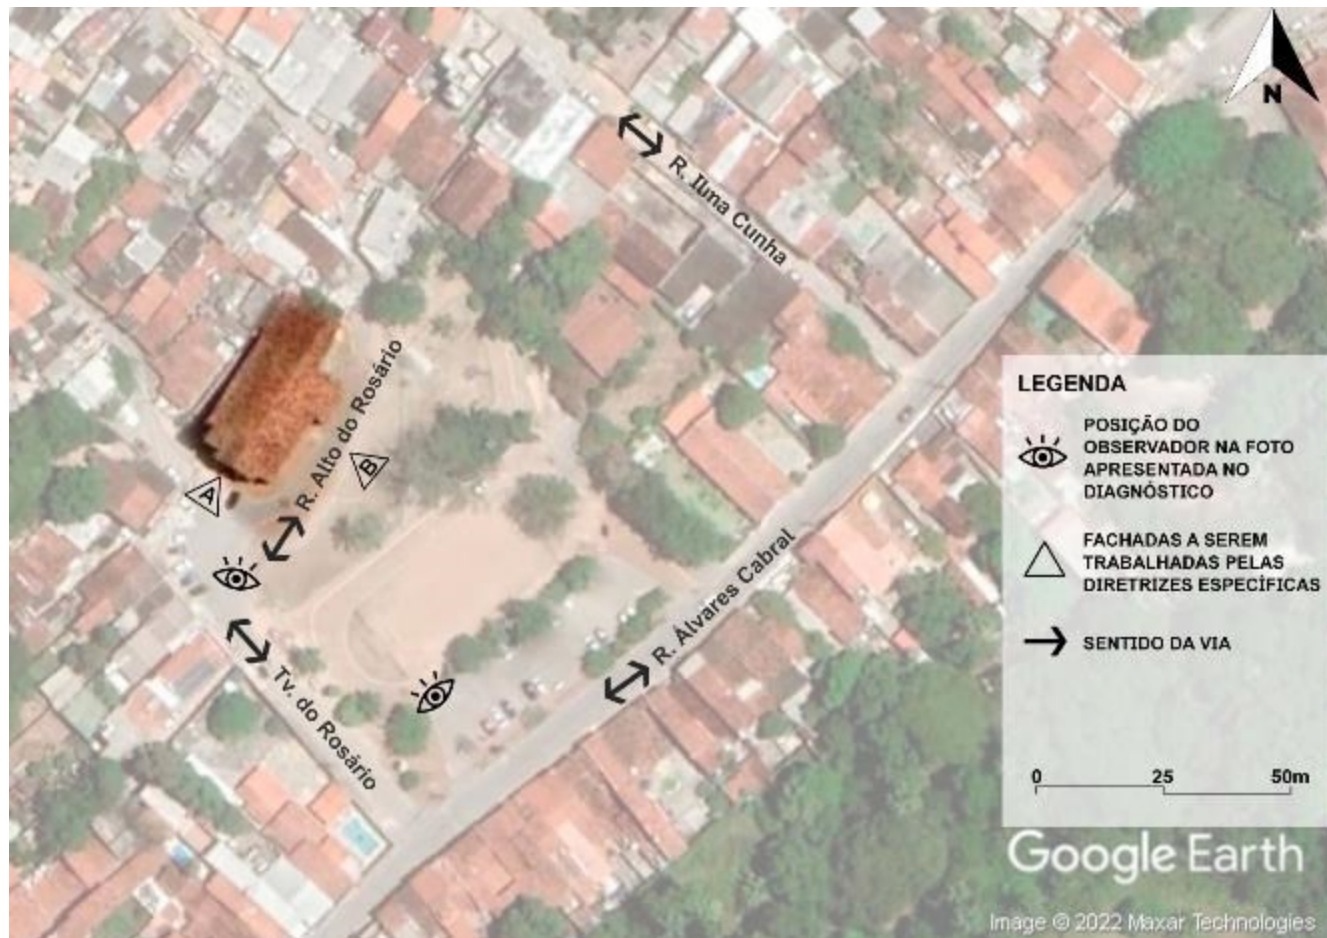 N
R. Ilma Cunha
R. Alto do Rosário
A
B
R. Álvares Cabral
Tv. do Rosário
LEGENDA
POSIÇÃO DO
OBSERVADOR NA FOTO
APRESENTADA NO
DIAGNÓSTICO
FACHADAS A SEREM
TRABALHADAS PELAS
DIRETRIZES ESPECÍFICAS
SENTIDO DA VIA
0 25 50m
Google Earth
Image © 2022 Maxar Technologies